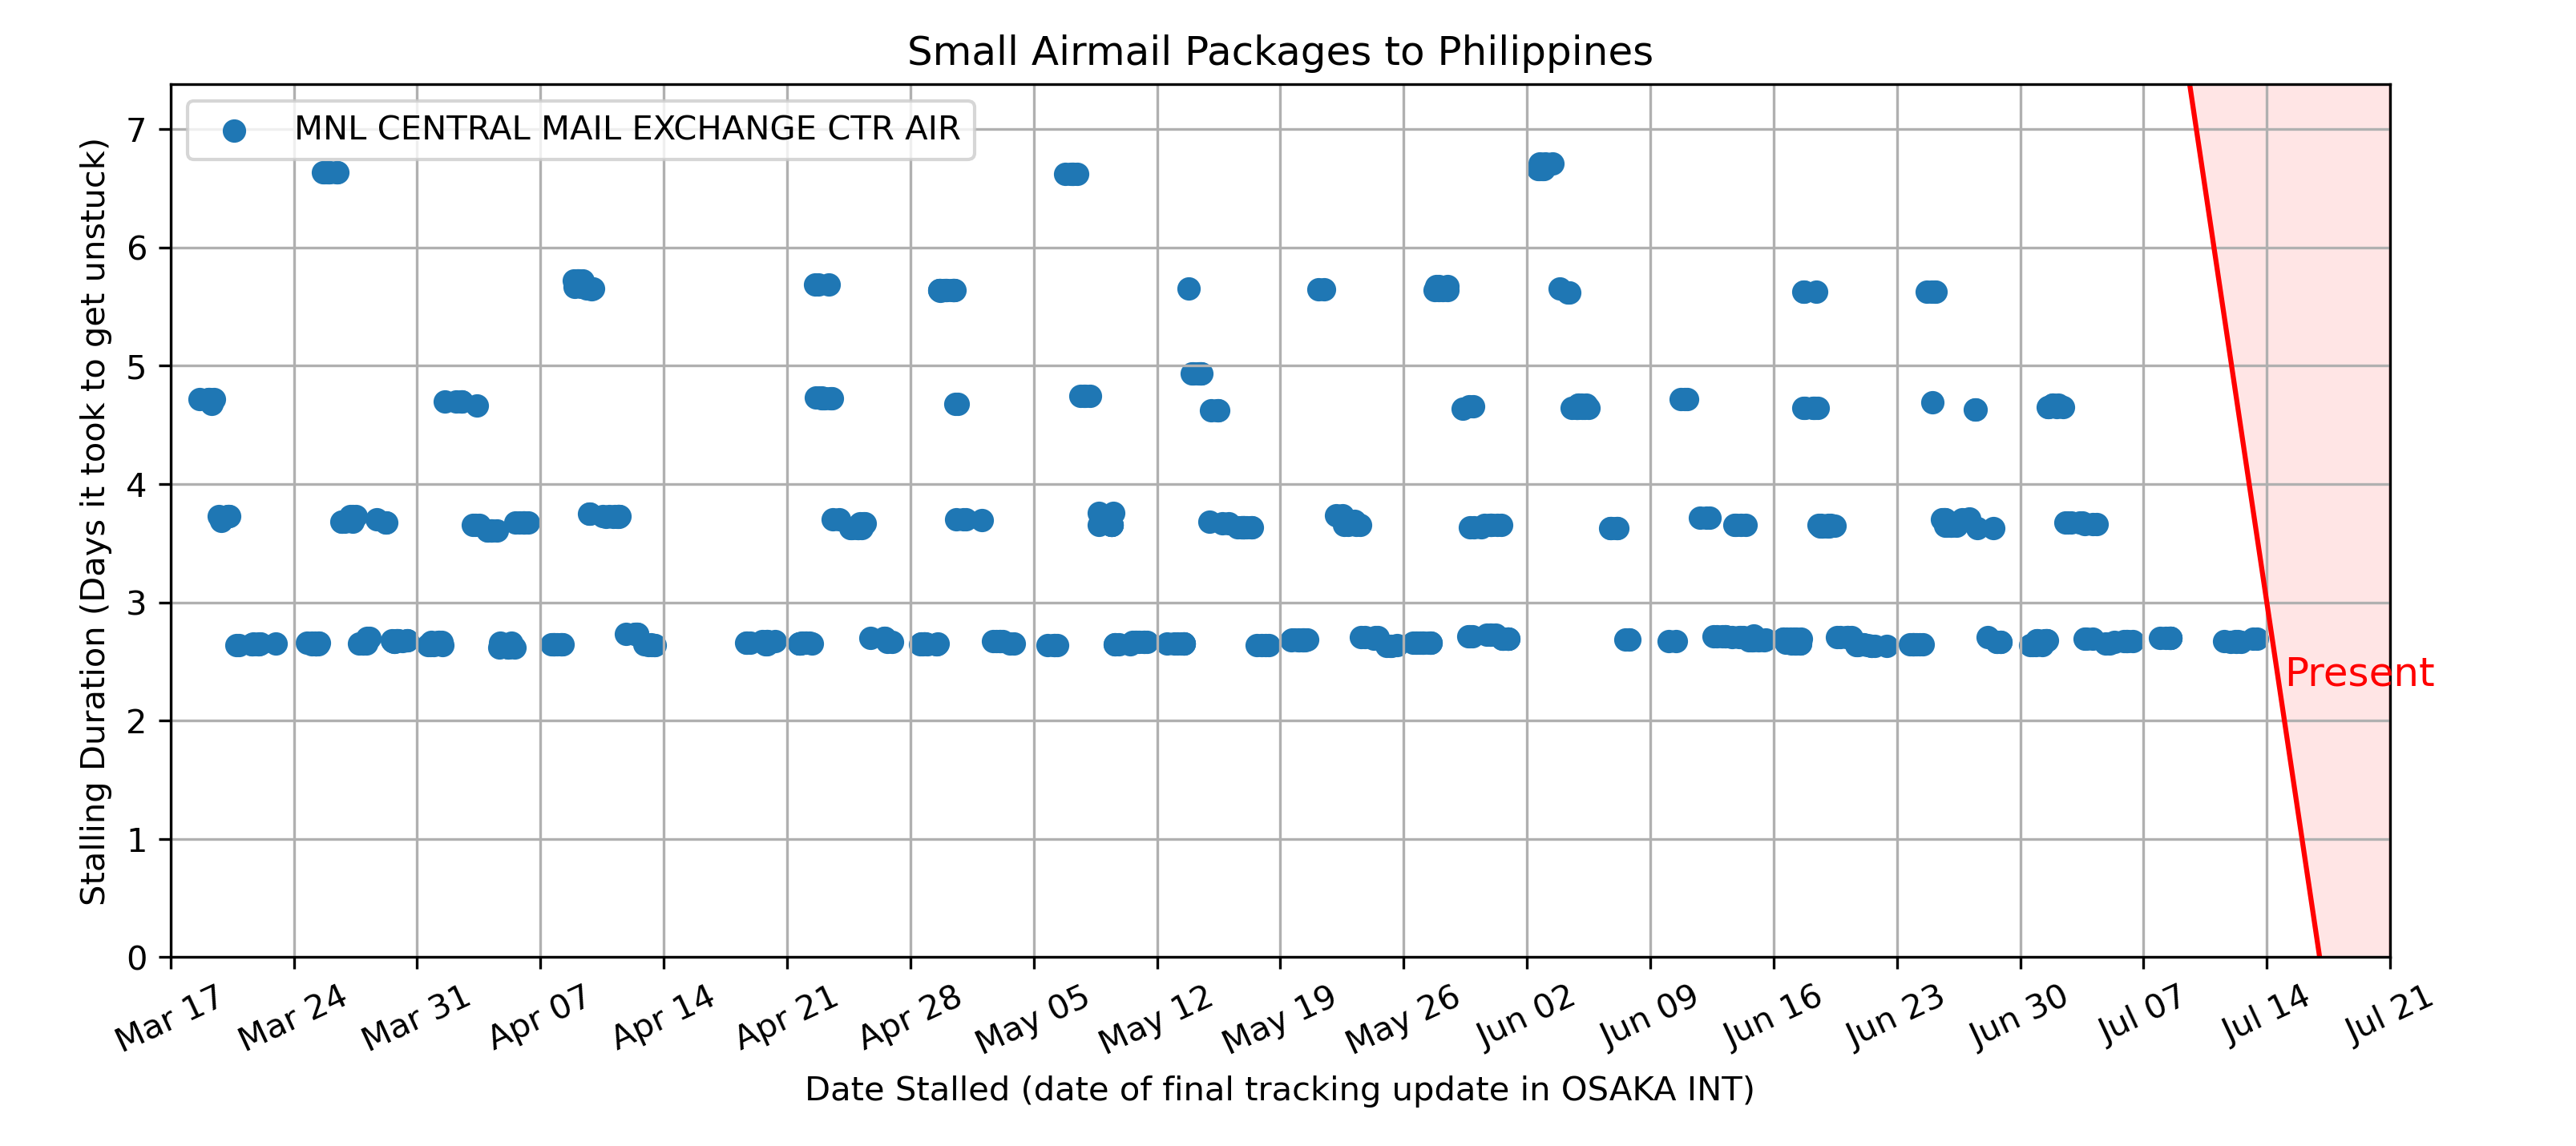 Small Airmail Packages to Philippines
MNL CENTRAL MAIL EXCHANGE CTR AIR
Stalling Duration (Days it took to get unstuck)
7
6
5
4
3
2
1
0
Present
Mar 17 Mar 24 Mar 31 Apr 07 Apr 14 Apr 21 Apr 28 May 05 May 12 May 19 May 26 Jun 02 Jun 09 Jun 16 Jun 23 Jun 30 Jul 07 Jul 14 Jul 21
Date Stalled (date of final tracking update in OSAKA INT)